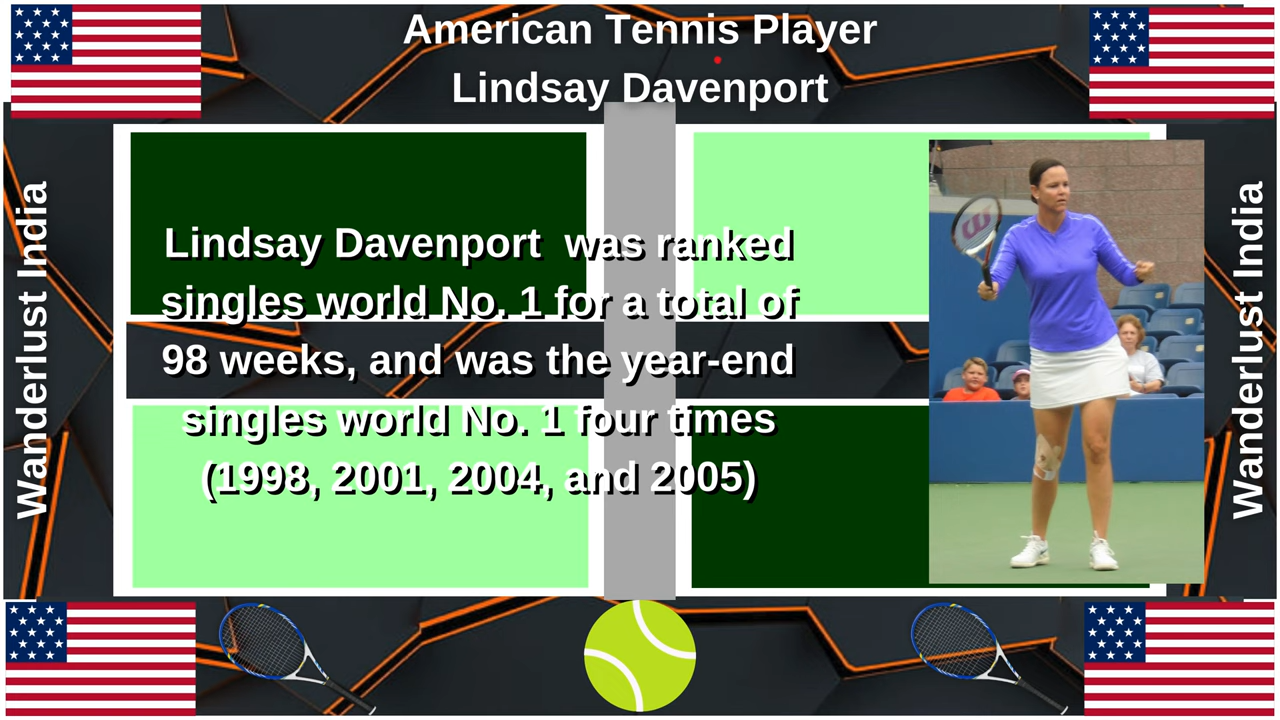 American Tennis Player
Lindsay Davenport
Wanderlust India
Lindsay Davenport was ranked
singles world No. 1 for a total of
98 weeks, and was the year-end
singles world No. 1 four times
(1998, 2001, 2004, and 2005)
W
Wanderlust India